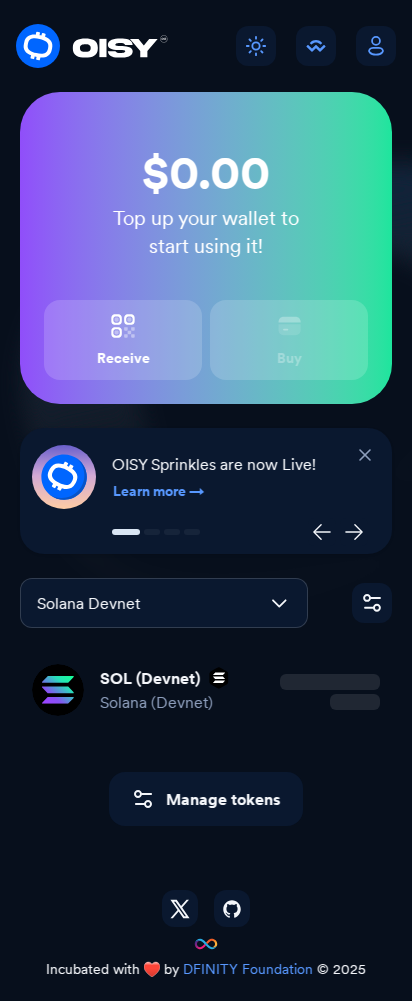 OISY
$0.00
Top up your wallet to
start using it!
Receive
Buy
OISY Sprinkles are now Live!
Learn more →
Solana Devnet
SOL (Devnet)
Solana (Devnet)
Manage tokens
Incubated with ❤️ by DFINITY Foundation © 2025